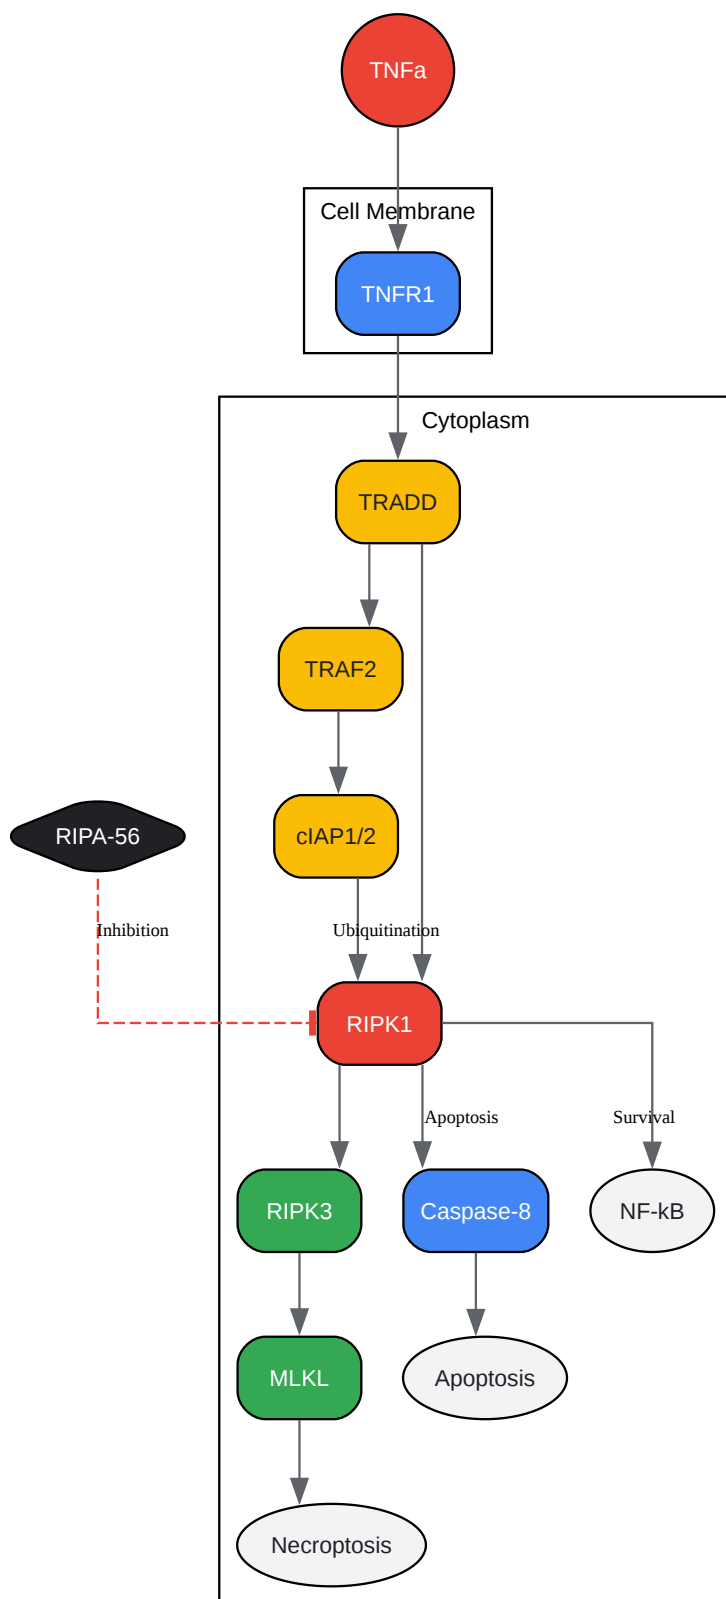 TNFa
Cell Membrane
TNFR1
Cytoplasm
TRADD
TRAF2
RIPA-56
cIAP1/2
Inhibition
Ubiquitination
RIPK1
Apoptosis
Survival
RIPK3
Caspase-8
NF-kB
MLKL
Apoptosis
Necroptosis